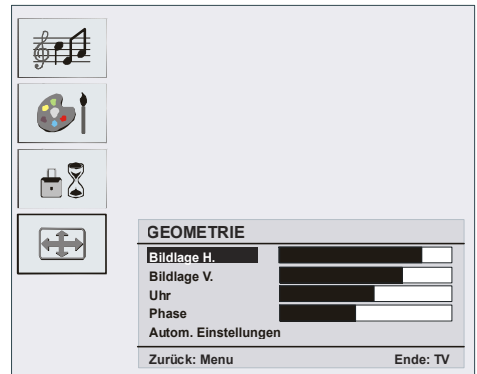 GEOMETRIE
Bildlage H.
Bildlage V.
Uhr
Phase
Autom. Einstellungen
Zurück: Menu Ende: TV